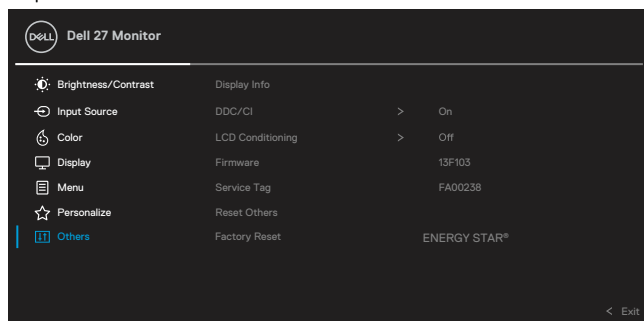 DELL Dell 27 Monitor
Brightness/Contrast Display Info
Input Source DDC/CI > On
Color LCD Conditioning > Off
Display Firmware 13F103
Menu Service Tag FA00238
Personalize Reset Others
Others Factory Reset ENERGY STAR®
< Exit